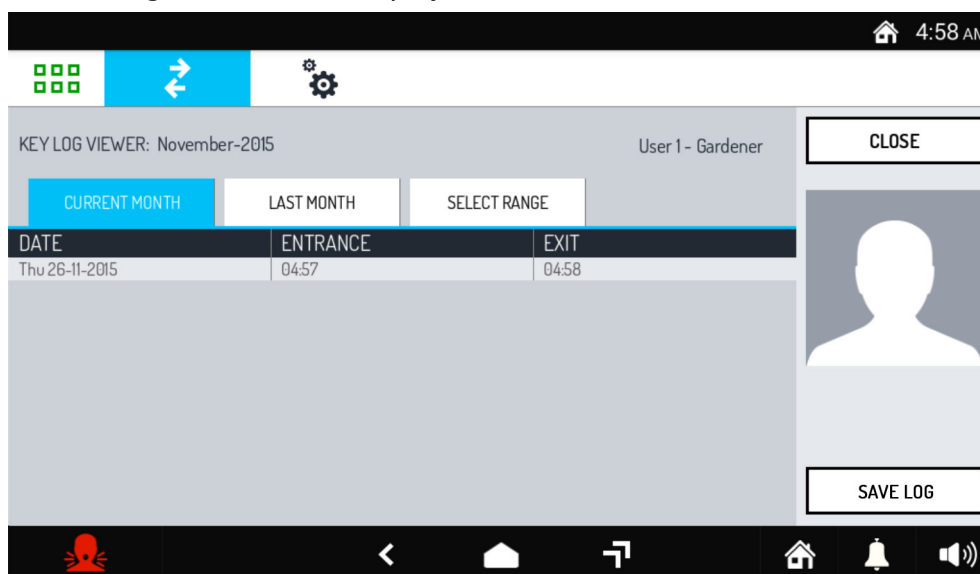 4:58 AM
KEY LOG VIEWER: November-2015 User 1 - Gardener
CLOSE
CURRENT MONTH LAST MONTH SELECT RANGE
DATE ENTRANCE EXIT
Thu 26-11-2015 04:57 04:58
SAVE LOG